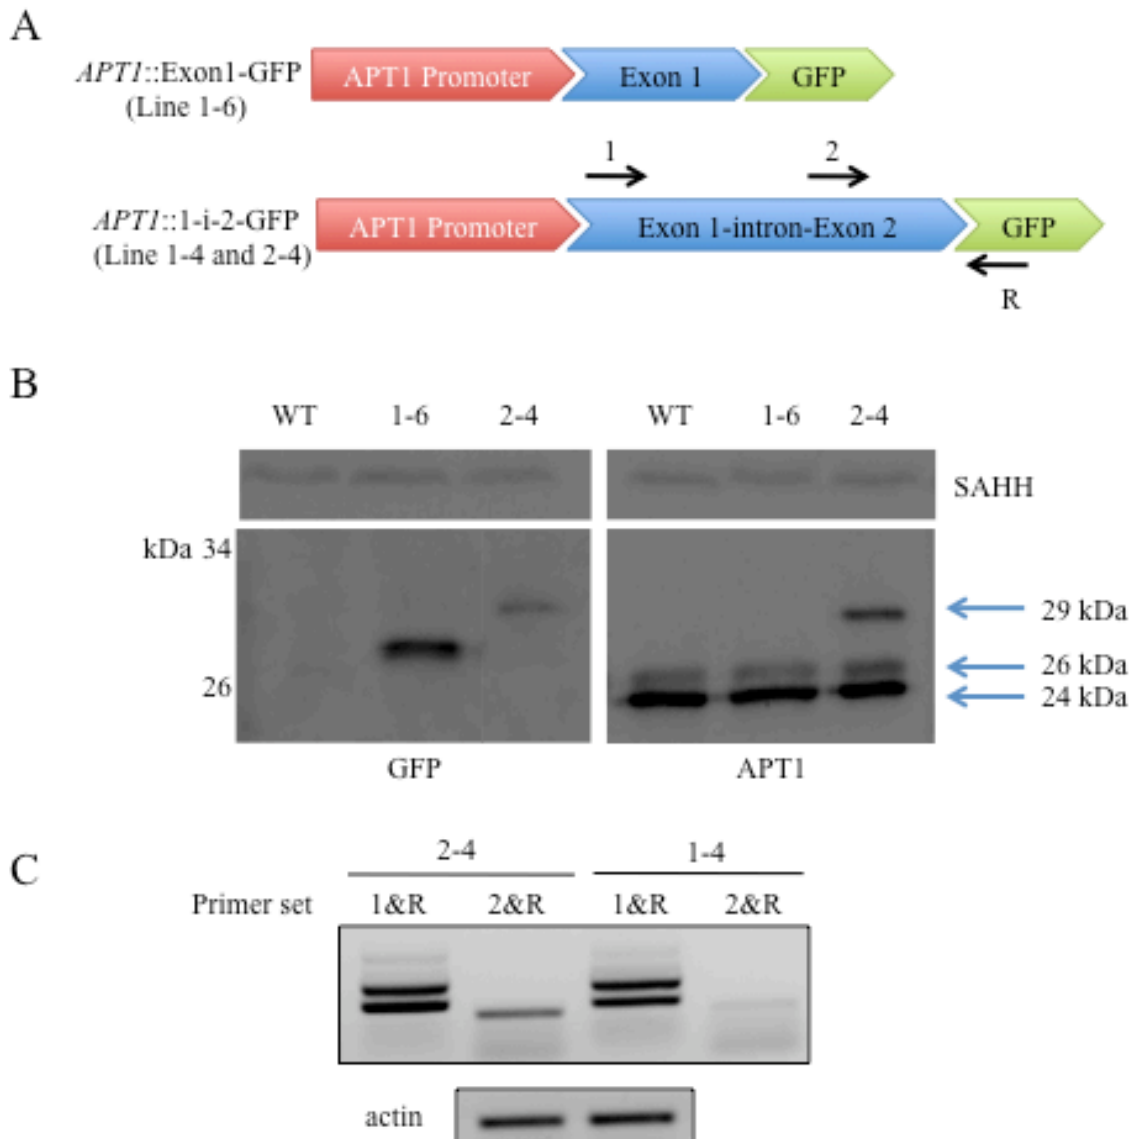 A
APT1::Exon1-GFP
(Line 1-6)
APT1 Promoter
Exon 1
GFP
1
2
APT1::1-i-2-GFP
(Line 1-4 and 2-4)
APT1 Promoter
Exon 1-intron-Exon 2
GFP
R
B
WT 1-6 2-4 WT 1-6 2-4
SAHH
kDa 34
29 kDa
26 kDa
26
24 kDa
GFP APT1
C
2-4 1-4
Primer set 1&R 2&R 1&R 2&R
actin